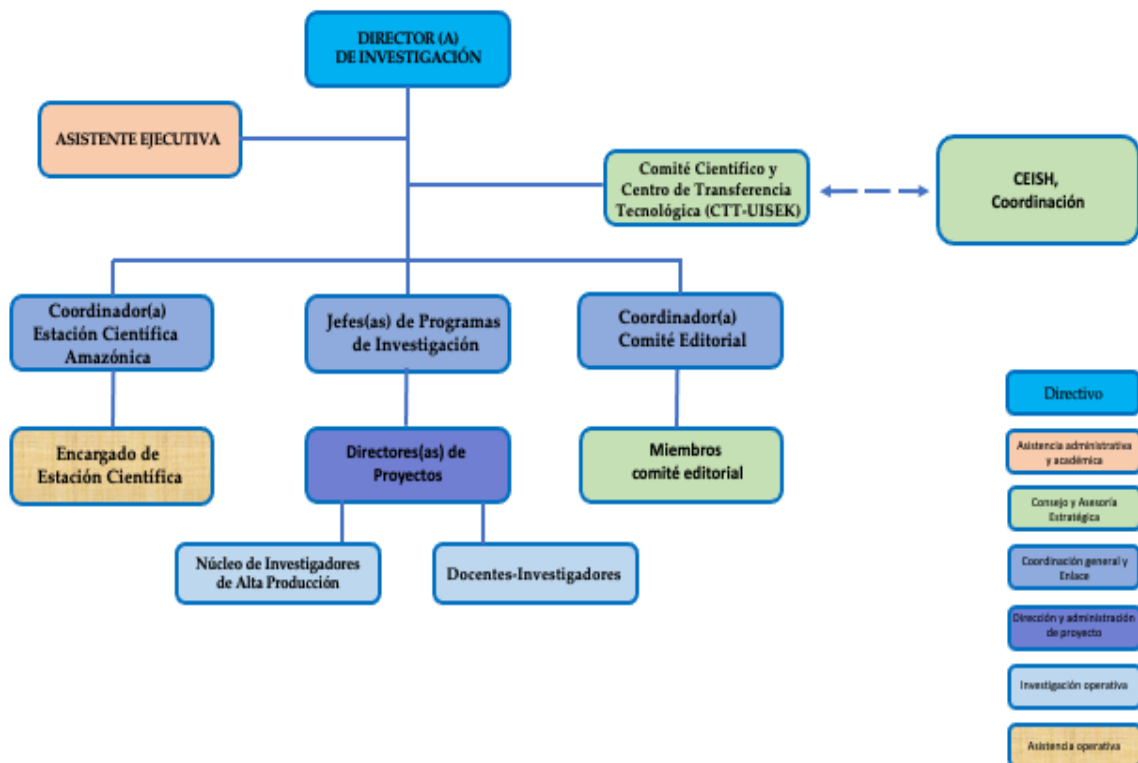 DIRECTOR (A)
DE INVESTIGACIÓN
ASISTENTE EJECUTIVA
Comité Científico y
Centro de Transferencia
Tecnológica (CTT-UISEK)
CEISH,
Coordinación
Coordinador(a)
Estación Científica
Amazónica
Jefes(as) de Programas
de Investigación
Coordinador(a)
Comité Editorial
Encargado de
Estación Científica
Directores(as) de
Proyectos
Miembros
comité editorial
Núcleo de Investigadores
de Alta Producción
Docentes-Investigadores
Directivo
Asistencia administrativa
y académica
Consejo y Asesoría
Estratégica
Coordinación general y
Enlace
Dirección y administración
de proyecto
Investigación operativa
Asistencia operativa